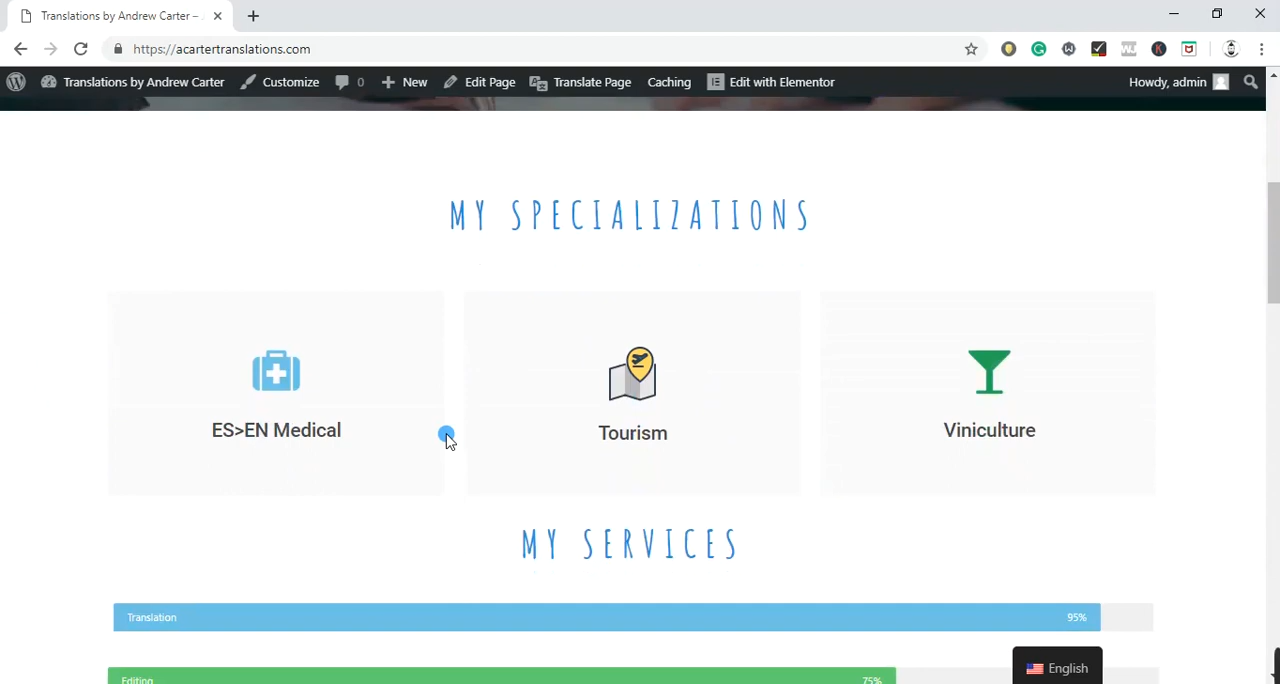 Translations by Andrew Carter –
https://acartertranslations.com
Translations by Andrew Carter Customize 0 New Edit Page Translate Page Caching Edit with Elementor Howdy, admin
MY SPECIALIZATIONS
ES>EN Medical
Tourism
Viniculture
MY SERVICES
Translation 95%
English
Editing 75%